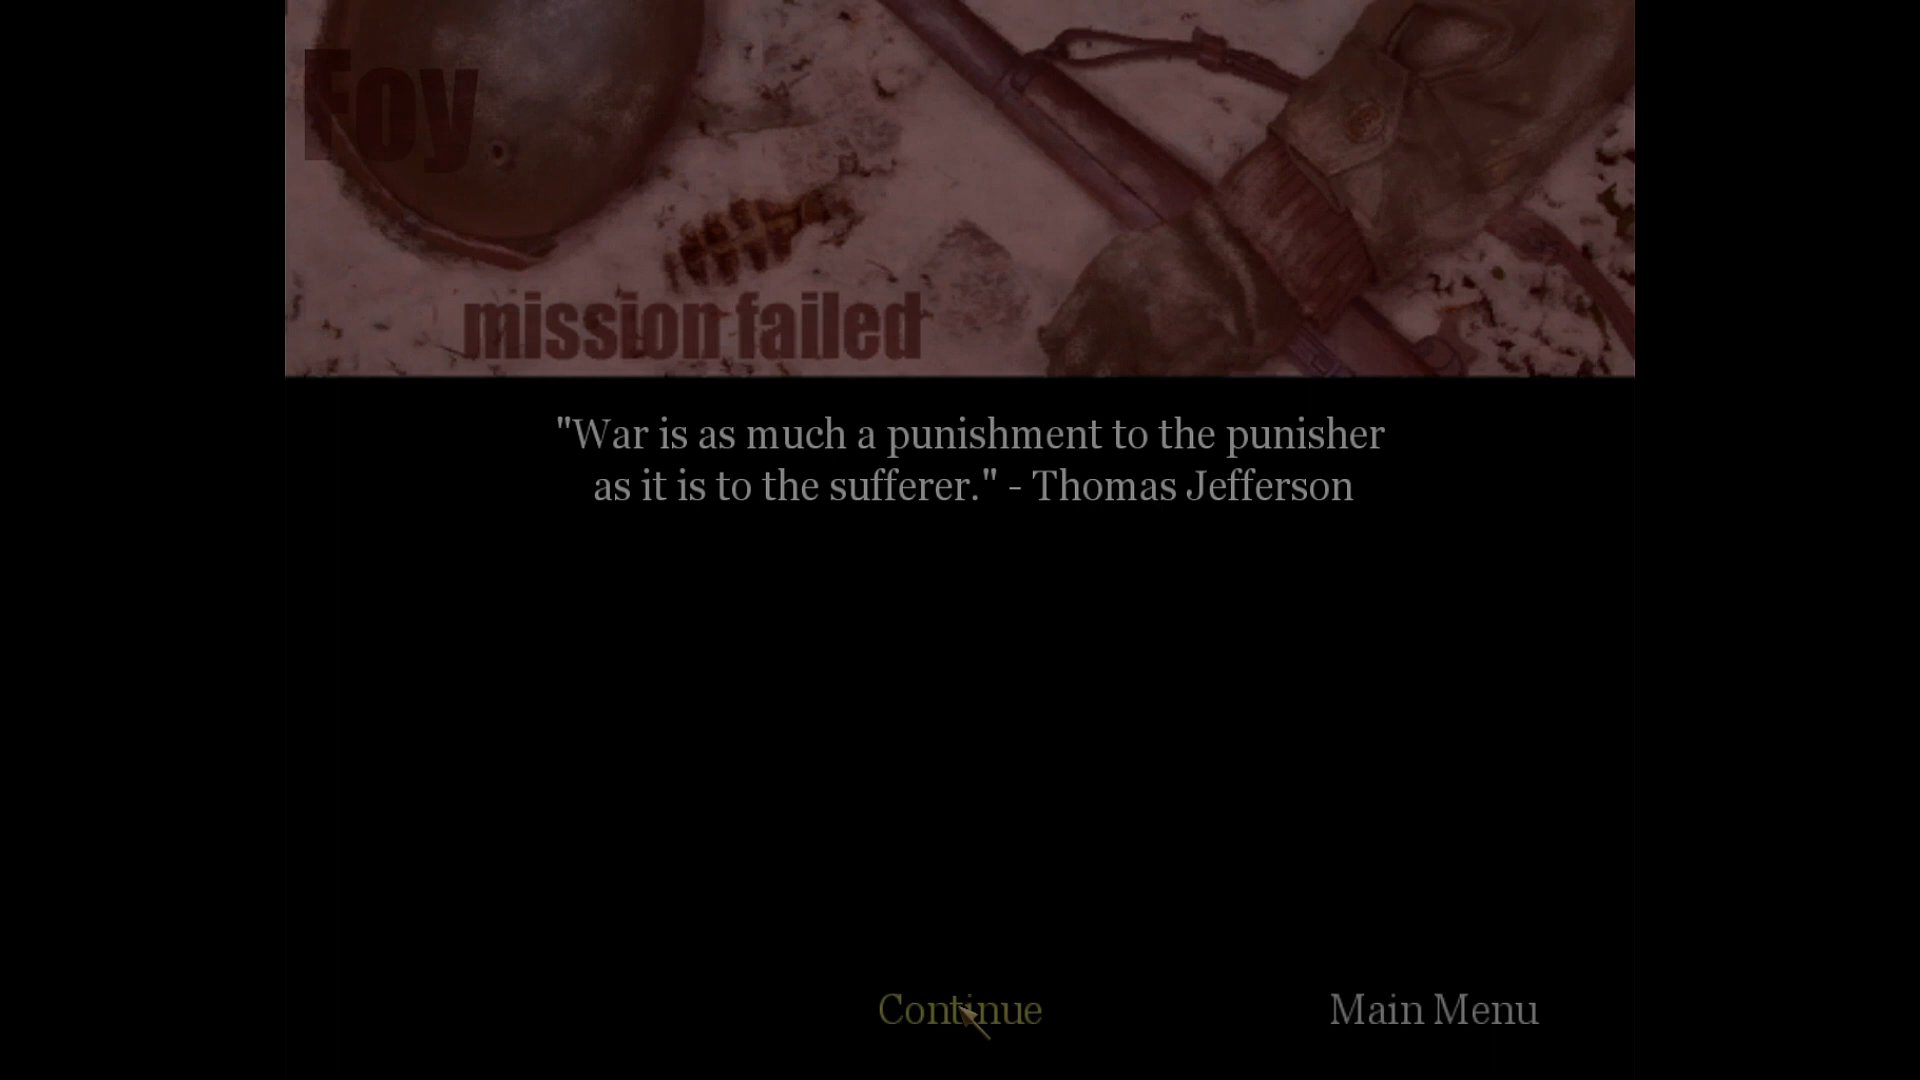 Foy
mission failed
"War is as much a punishment to the punisher
as it is to the sufferer." - Thomas Jefferson
Continue
Main Menu